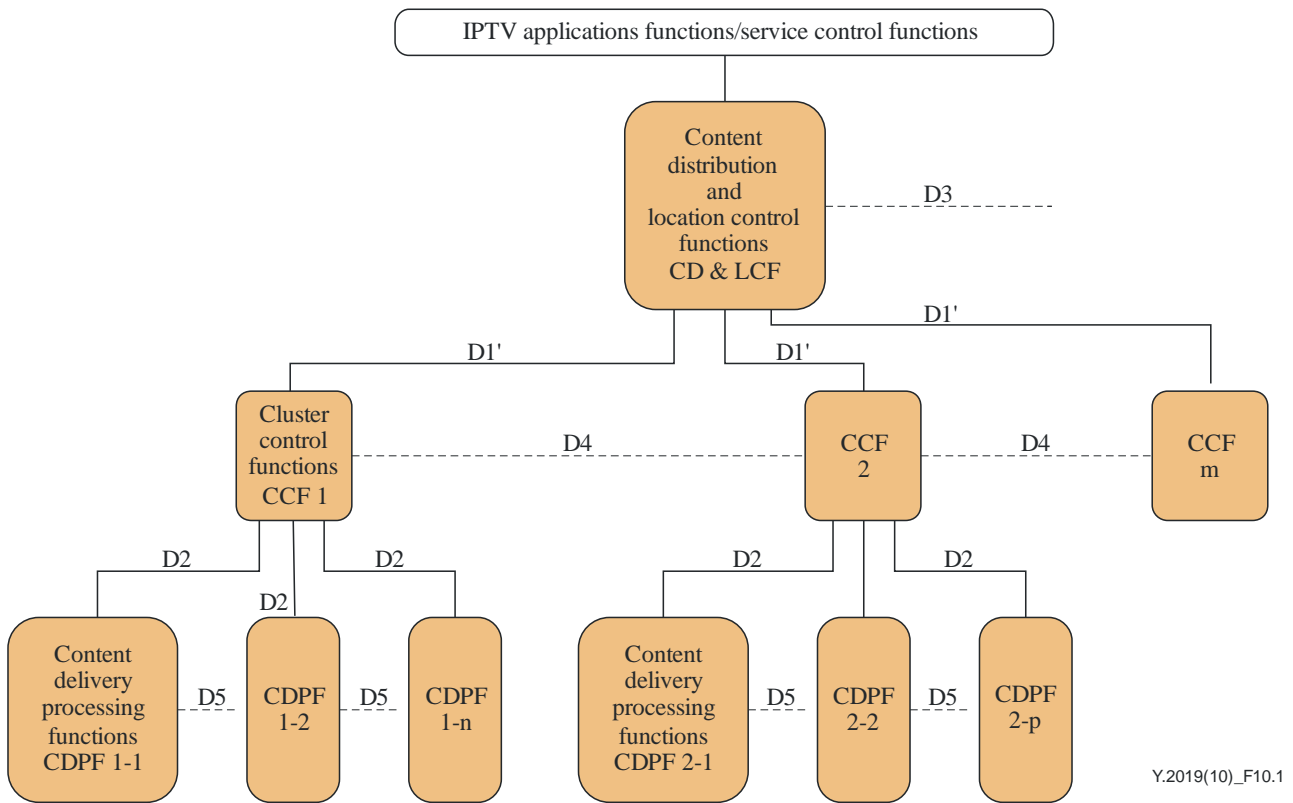 IPTV applications functions/service control functions
Content
distribution
and
location control
functions
CD & LCF
D3
D1'
D1'
D1'
Cluster
control
functions
CCF 1
D4
CCF
2
D4
CCF
m
D2
D2
D2
D2
D2
Content
delivery
processing
functions
CDPF 1-1
D5
CDPF
1-2
D5
CDPF
1-n
Content
delivery
processing
functions
CDPF 2-1
D5
CDPF
2-2
D5
CDPF
2-p
Y.2019(10)_F10.1